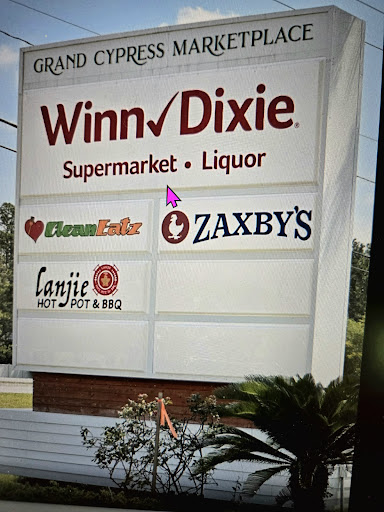 GRAND CYPRESS MARKETPLACE
Winn✓Dixie®
Supermarket • Liquor
CleanEatz
ZAXBY'S
Lanjie
HOT POT & BBQ